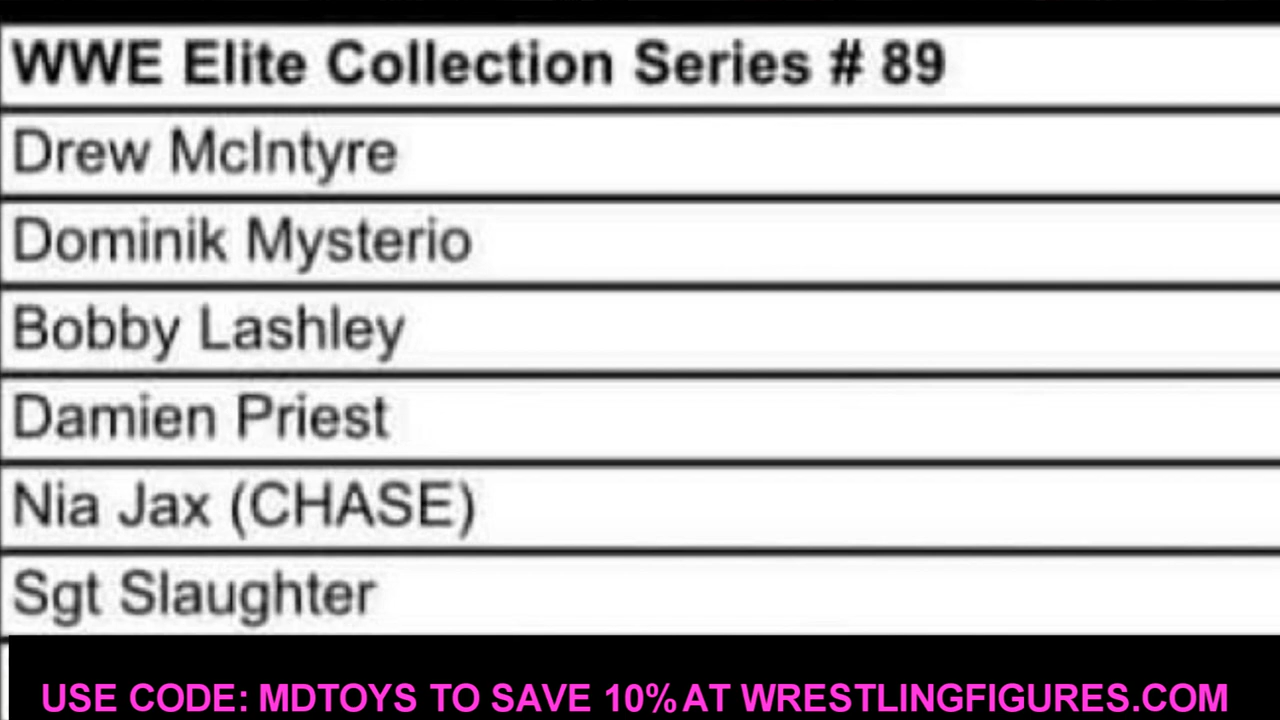 WWE Elite Collection Series # 89
Drew McIntyre
Dominik Mysterio
Bobby Lashley
Damien Priest
Nia Jax (CHASE)
Sgt Slaughter
USE CODE: MDTOYS TO SAVE 10% AT WRESTLINGFIGURES.COM